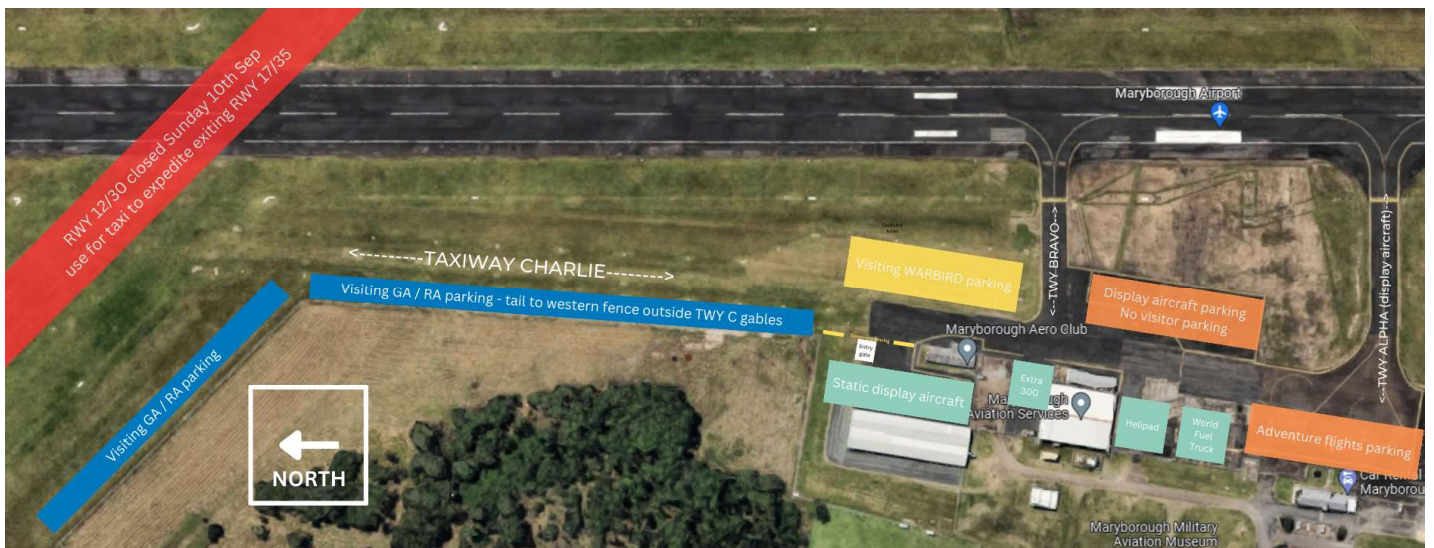 RWY 12/30 closed Sunday 10th Sep
use for taxi to expedite exiting RWY 17/35
Maryborough Airport
<---------TAXIWAY CHARLIE-------->
Visiting GA / RA parking - tail to western fence outside TWY C gables
Visiting GA / RA parking
Visiting WARBIRD parking
<--TWY BRAVO-->
<--TWY ALPHA (display aircraft)-->
Display aircraft parking
No visitor parking
Maryborough Aero Club
Entry
gate
Static display aircraft
Extra
300
Aviation Services
Helipad
World
Fuel
Truck
Adventure flights parking
Car Rental
Maryborou
NORTH
Maryborough Military
Aviation Museum